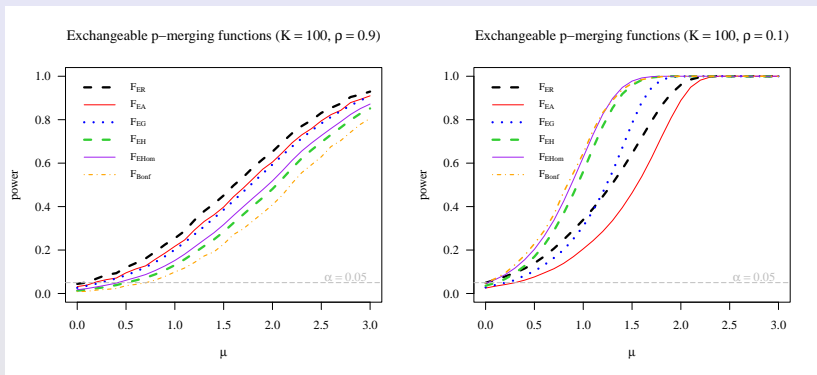 Exchangeable p−merging functions (K = 100, ρ = 0.9)
power
1.0
0.8
0.6
0.4
0.2
0.0
F_ER
F_EA
F_EG
F_EH
F_EHom
F_Bonf
α = 0.05
0.0 0.5 1.0 1.5 2.0 2.5 3.0
μ
Exchangeable p−merging functions (K = 100, ρ = 0.1)
power
1.0
0.8
0.6
0.4
0.2
0.0
F_ER
F_EA
F_EG
F_EH
F_EHom
F_Bonf
α = 0.05
0.0 0.5 1.0 1.5 2.0 2.5 3.0
μ